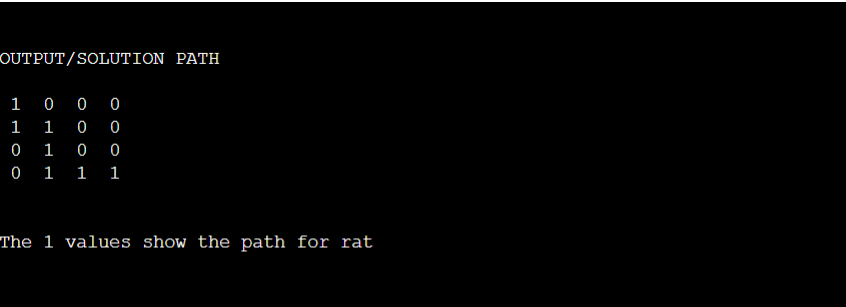 OUTPUT/SOLUTION PATH
1 0 0 0
1 1 0 0
0 1 0 0
0 1 1 1
The 1 values show the path for rat